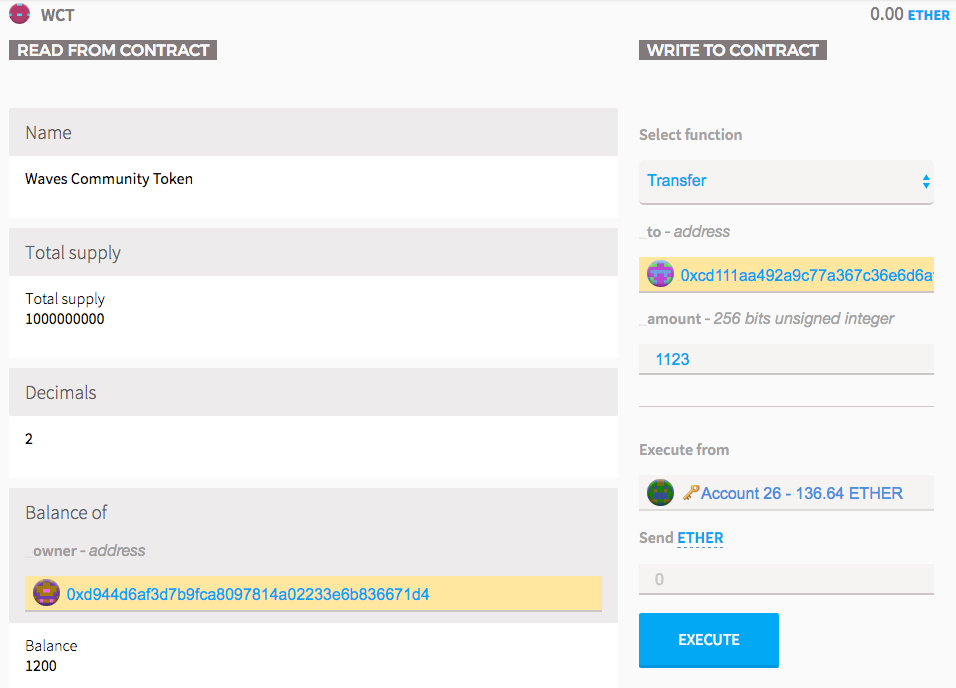 WCT
0.00 ETHER
READ FROM CONTRACT
WRITE TO CONTRACT
Name
Waves Community Token
Total supply
Total supply
1000000000
Decimals
2
Balance of
_owner - address
0xd944d6af3d7b9fca8097814a02233e6b836671d4
Balance
1200
Select function
Transfer
_to - address
0xcd111aa492a9c77a367c36e6d6a
_amount - 256 bits unsigned integer
1123
Execute from
Account 26 - 136.64 ETHER
Send ETHER
0
EXECUTE